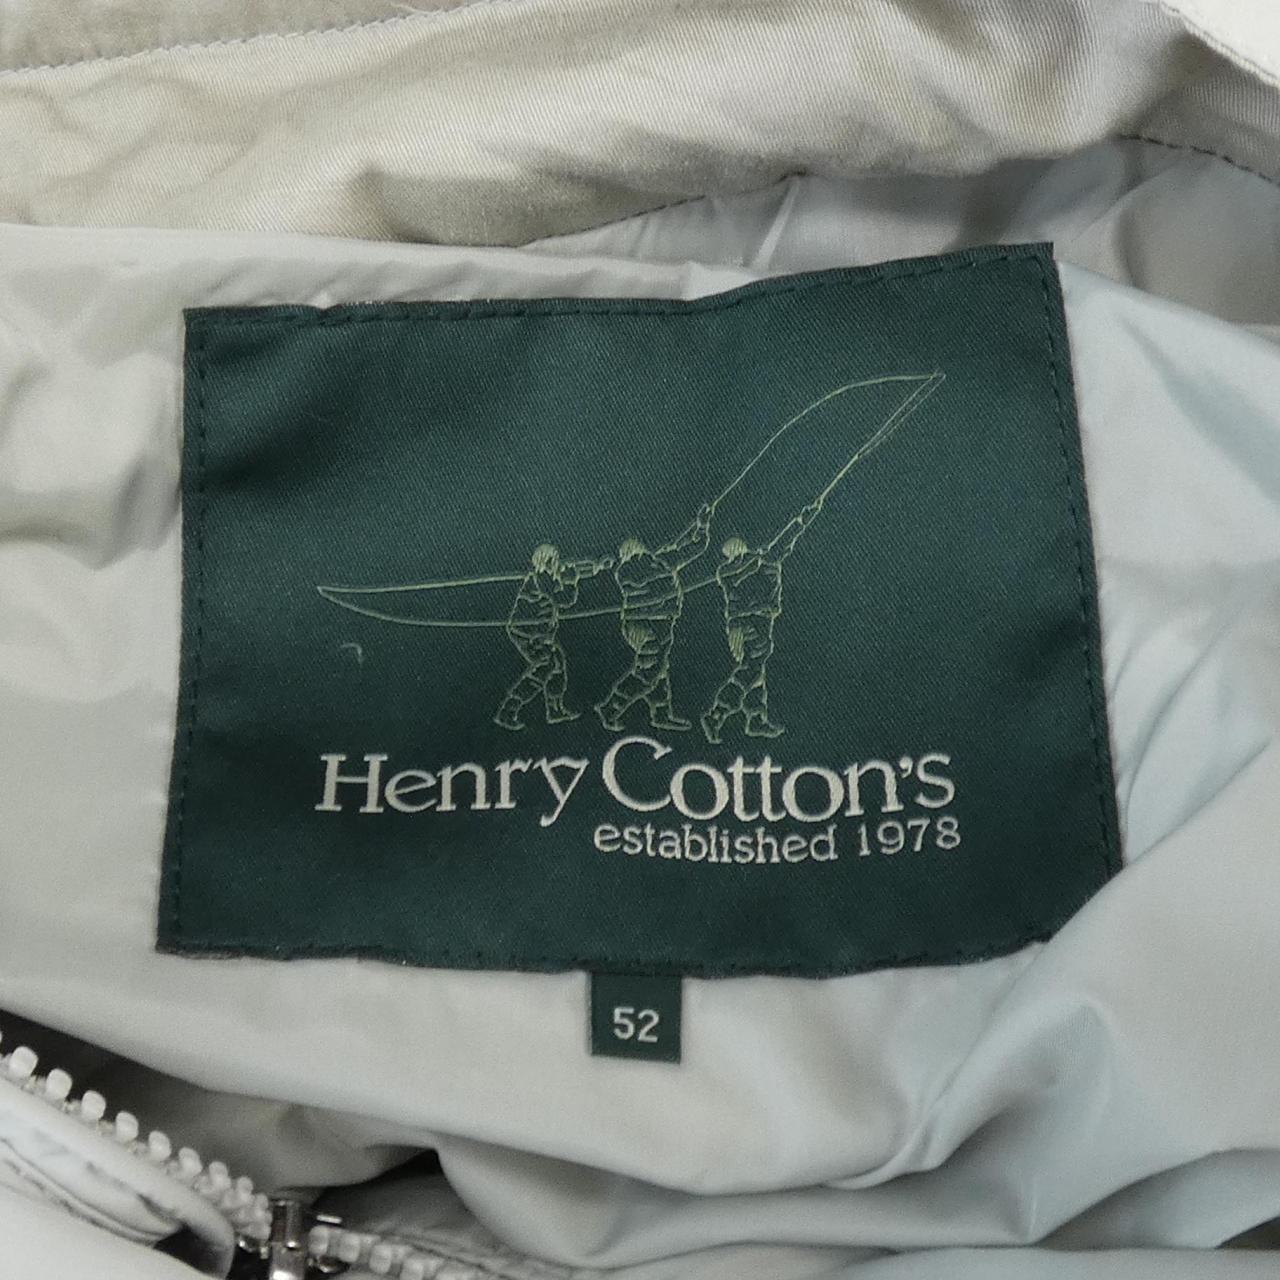 Henry Cotton's
established 1978
52